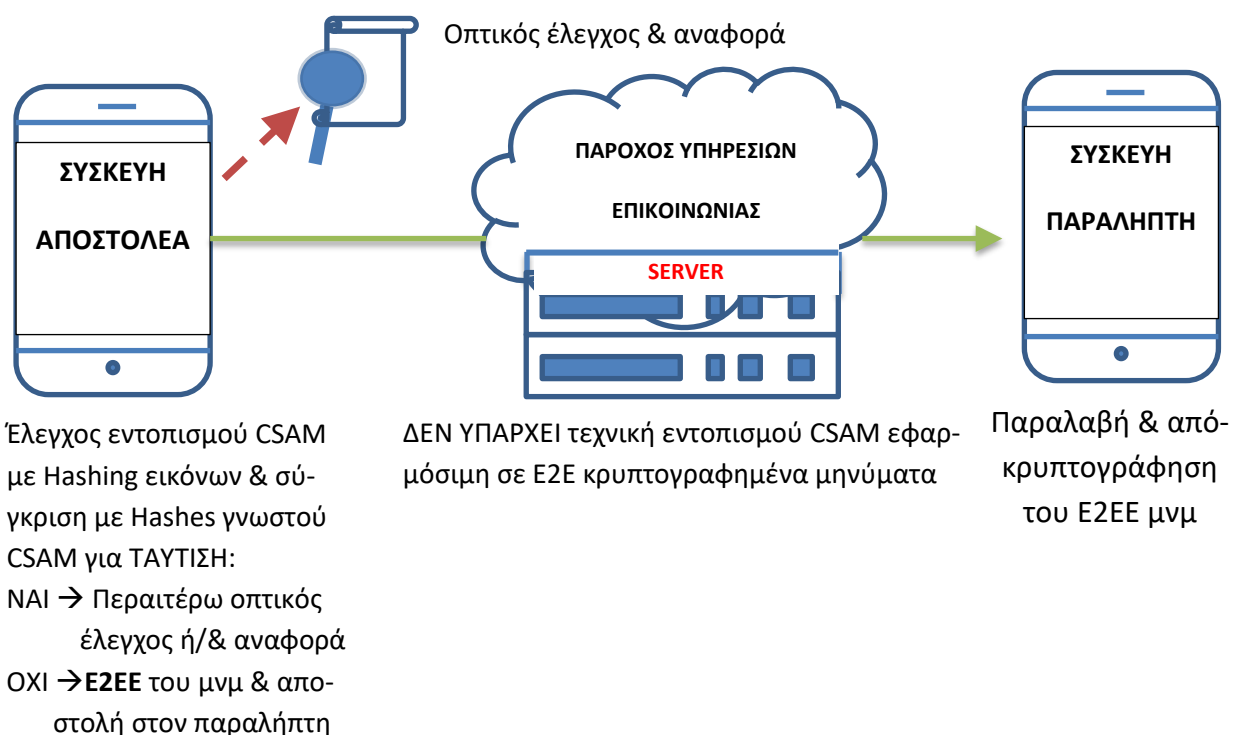 Οπτικός έλεγχος & αναφορά
ΣΥΣΚΕΥΗ
ΑΠΟΣΤΟΛΕΑ
ΠΑΡΟΧΟΣ ΥΠΗΡΕΣΙΩΝ
ΕΠΙΚΟΙΝΩΝΙΑΣ
SERVER
ΣΥΣΚΕΥΗ
ΠΑΡΑΛΗΠΤΗ
Έλεγχος εντοπισμού CSAM
με Hashing εικόνων & σύ-
γκριση με Hashes γνωστού
CSAM για ΤΑΥΤΙΣΗ:
ΝΑΙ → Περαιτέρω οπτικός
έλεγχος ή/& αναφορά
ΟΧΙ →E2EE του μνμ & απο-
στολή στον παραλήπτη
ΔΕΝ ΥΠΑΡΧΕΙ τεχνική εντοπισμού CSAM εφαρ-
μόσιμη σε E2E κρυπτογραφημένα μηνύματα
Παραλαβή & από-
κρυπτογράφηση
του E2EE μνμ